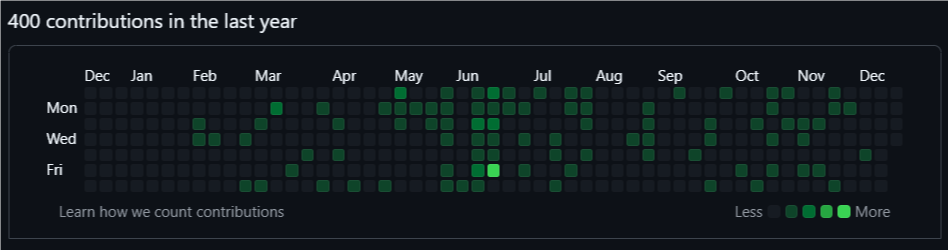 400 contributions in the last year
Dec Jan Feb Mar Apr May Jun Jul Aug Sep Oct Nov Dec
Mon
Wed
Fri
Learn how we count contributions Less More